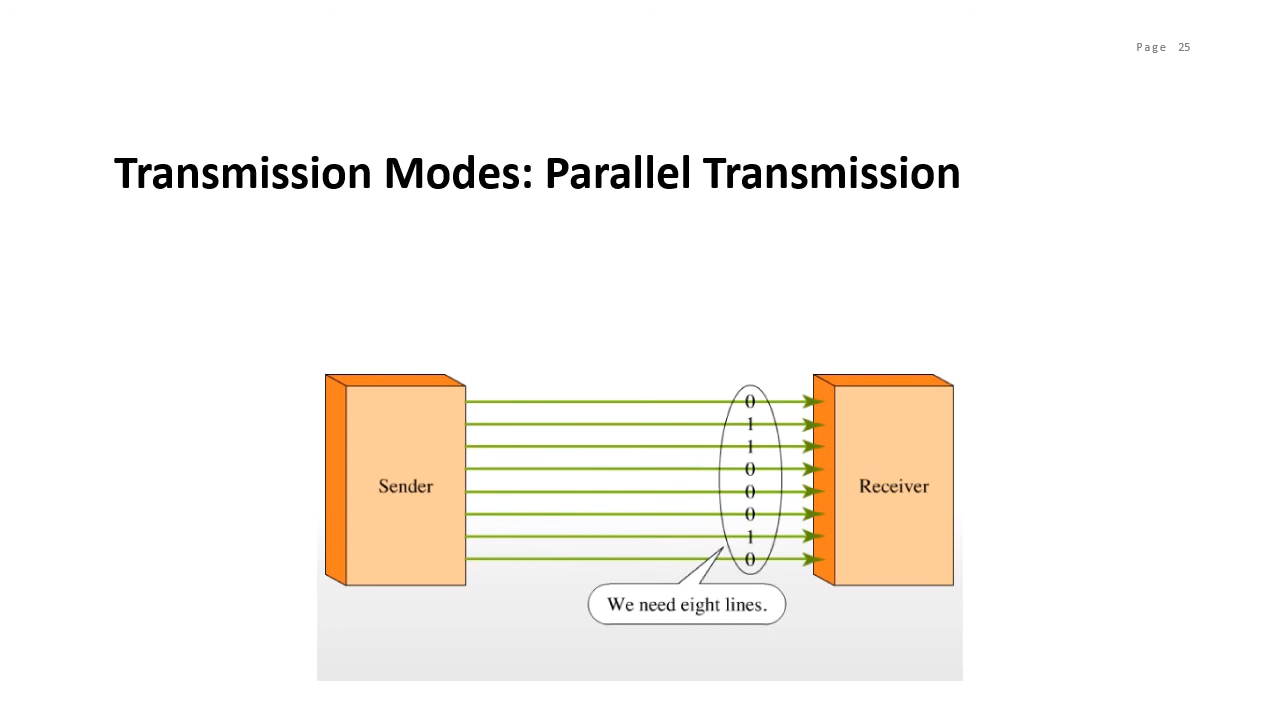 Page 25
Transmission Modes: Parallel Transmission
0
1
1
0
0
0
1
0
Sender
Receiver
We need eight lines.